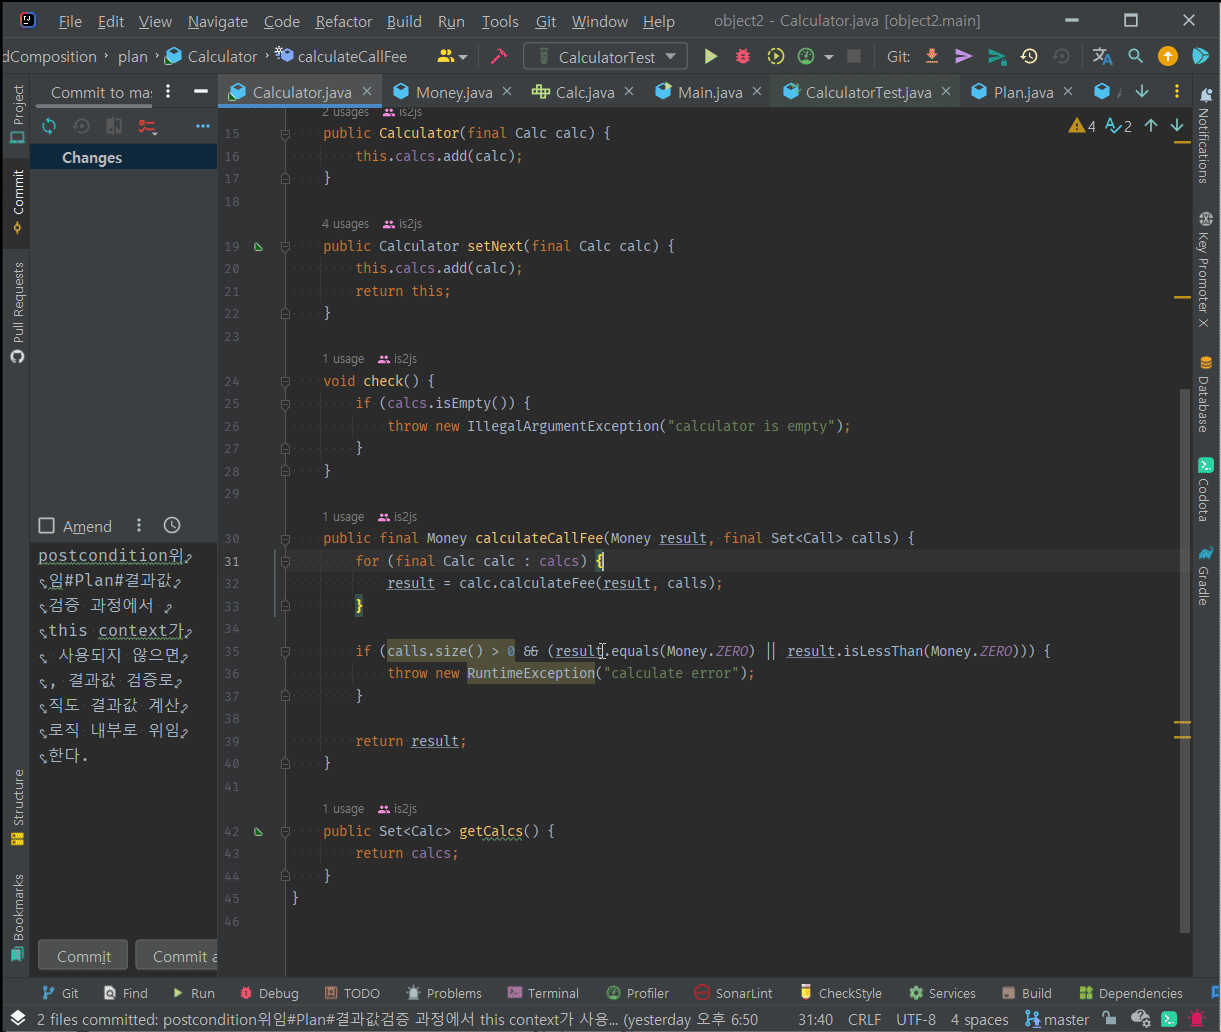 File Edit View Navigate Code Refactor Build Run Tools Git Window Help object2 - Calculator.java [object2.main]
dComposition plan Calculator calculateCallFee CalculatorTest Git:
Project
Commit
Pull Requests
Structure
Bookmarks
Commit to ma
Changes
Amend
postcondition위
임#Plan#결과값
검증 과정에서
this context가
사용되지 않으면
, 결과값 검증로
직도 결과값 계산
로직 내부로 위임
한다.
Commit Commit a
Calculator.java Money.java Calc.java Main.java CalculatorTest.java Plan.java
4 2
2 usages is2js
15 public Calculator(final Calc calc) {
16 this.calcs.add(calc);
17 }
18
4 usages is2js
19 public Calculator setNext(final Calc calc) {
20 this.calcs.add(calc);
21 return this;
22 }
23
1 usage is2js
24 void check() {
25 if (calcs.isEmpty()) {
26 throw new IllegalArgumentException("calculator is empty");
27 }
28 }
29
1 usage is2js
30 public final Money calculateCallFee(Money result, final Set<Call> calls) {
31 for (final Calc calc : calcs) {
32 result = calc.calculateFee(result, calls);
33 }
34
35 if (calls.size() > 0 && (result.equals(Money.ZERO) || result.isLessThan(Money.ZERO))) {
36 throw new RuntimeException("calculate error");
37 }
38
39 return result;
40 }
41
1 usage is2js
42 public Set<Calc> getCalcs() {
43 return calcs;
44 }
45 }
46
Notifications
Key Promoter X
Database
Codota
Gradle
Git Find Run Debug TODO Problems Terminal Profiler SonarLint CheckStyle Services Build Dependencies
2 files committed: postcondition위임#Plan#결과값검증 과정에서 this context가 사용... (yesterday 오후 6:50 31:40 CRLF UTF-8 4 spaces master